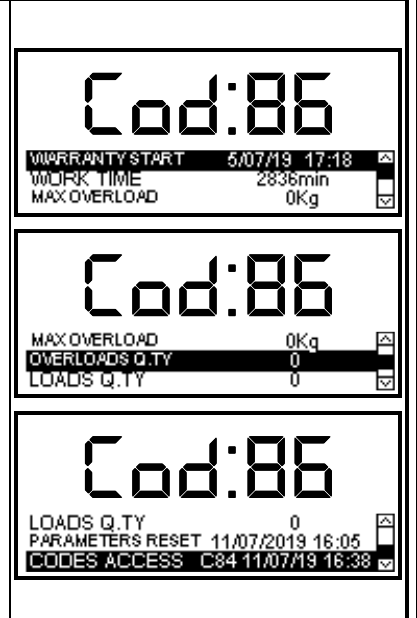 Cod:86
WARRANTY START 5/07/19 17:18
WORK TIME 2836min
MAX OVERLOAD 0Kg
Cod:86
MAX OVERLOAD 0Kg
OVERLOADS Q.TY 0
LOADS Q.TY 0
Cod:86
LOADS Q.TY 0
PARAMETERS RESET 11/07/2019 16:05
CODES ACCESS C84 11/07/19 16:38